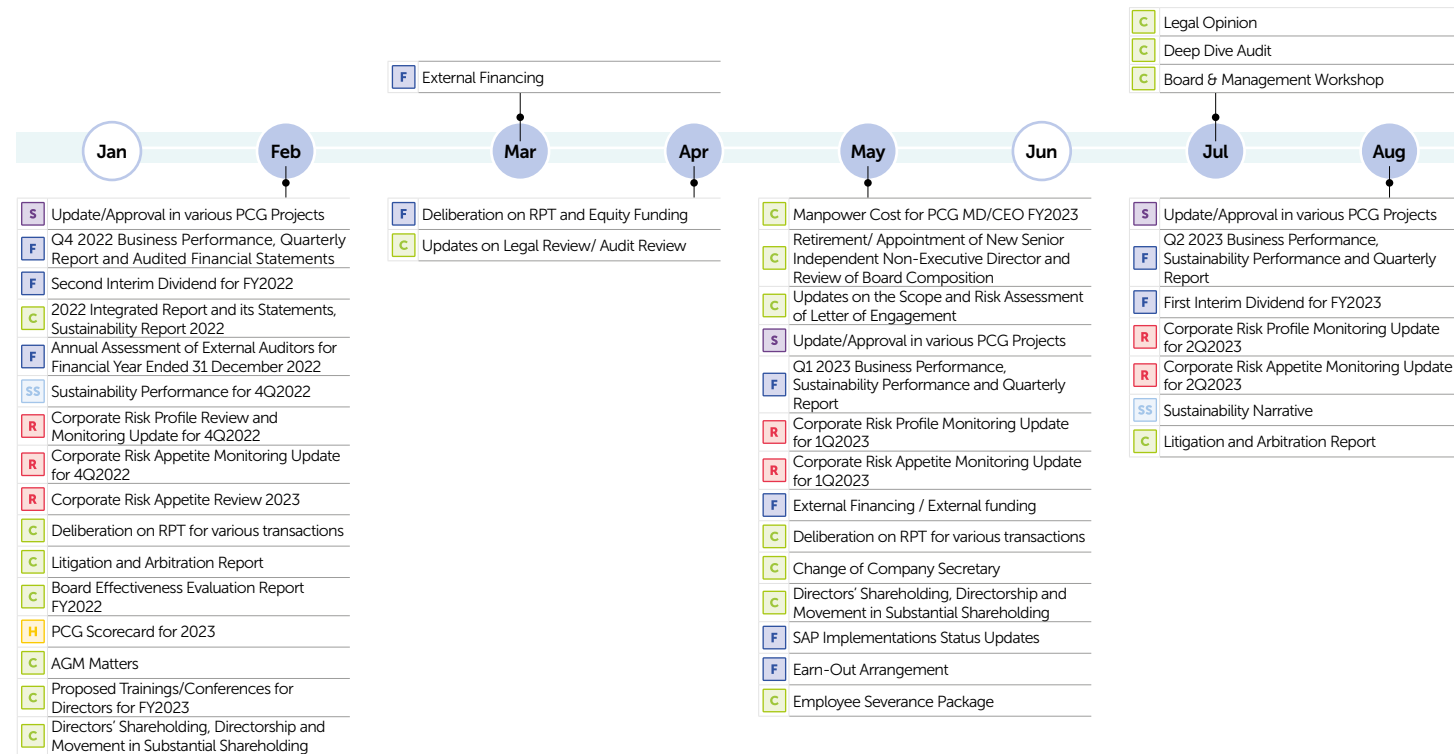 C Legal Opinion
C Deep Dive Audit
C Board & Management Workshop
F External Financing
Jan
Feb
Mar
Apr
May
Jun
Jul
Aug
S Update/Approval in various PCG Projects
F Q4 2022 Business Performance, Quarterly
Report and Audited Financial Statements
F Second Interim Dividend for FY2022
C 2022 Integrated Report and its Statements,
Sustainability Report 2022
F Annual Assessment of External Auditors for
Financial Year Ended 31 December 2022
SS Sustainability Performance for 4Q2022
R Corporate Risk Profile Review and
Monitoring Update for 4Q2022
R Corporate Risk Appetite Monitoring Update
for 4Q2022
R Corporate Risk Appetite Review 2023
C Deliberation on RPT for various transactions
C Litigation and Arbitration Report
C Board Effectiveness Evaluation Report
FY2022
H PCG Scorecard for 2023
C AGM Matters
C Proposed Trainings/Conferences for
Directors for FY2023
C Directors' Shareholding, Directorship and
Movement in Substantial Shareholding
F Deliberation on RPT and Equity Funding
C Updates on Legal Review/ Audit Review
C Manpower Cost for PCG MD/CEO FY2023
C Retirement/ Appointment of New Senior
Independent Non-Executive Director and
Review of Board Composition
C Updates on the Scope and Risk Assessment
of Letter of Engagement
S Update/Approval in various PCG Projects
F Q1 2023 Business Performance,
Sustainability Performance and Quarterly
Report
R Corporate Risk Profile Monitoring Update
for 1Q2023
R Corporate Risk Appetite Monitoring Update
for 1Q2023
F External Financing / External funding
C Deliberation on RPT for various transactions
C Change of Company Secretary
C Directors' Shareholding, Directorship and
Movement in Substantial Shareholding
F SAP Implementations Status Updates
F Earn-Out Arrangement
C Employee Severance Package
S Update/Approval in various PCG Projects
F Q2 2023 Business Performance,
Sustainability Performance and Quarterly
Report
F First Interim Dividend for FY2023
R Corporate Risk Profile Monitoring Update
for 2Q2023
R Corporate Risk Appetite Monitoring Update
for 2Q2023
SS Sustainability Narrative
C Litigation and Arbitration Report